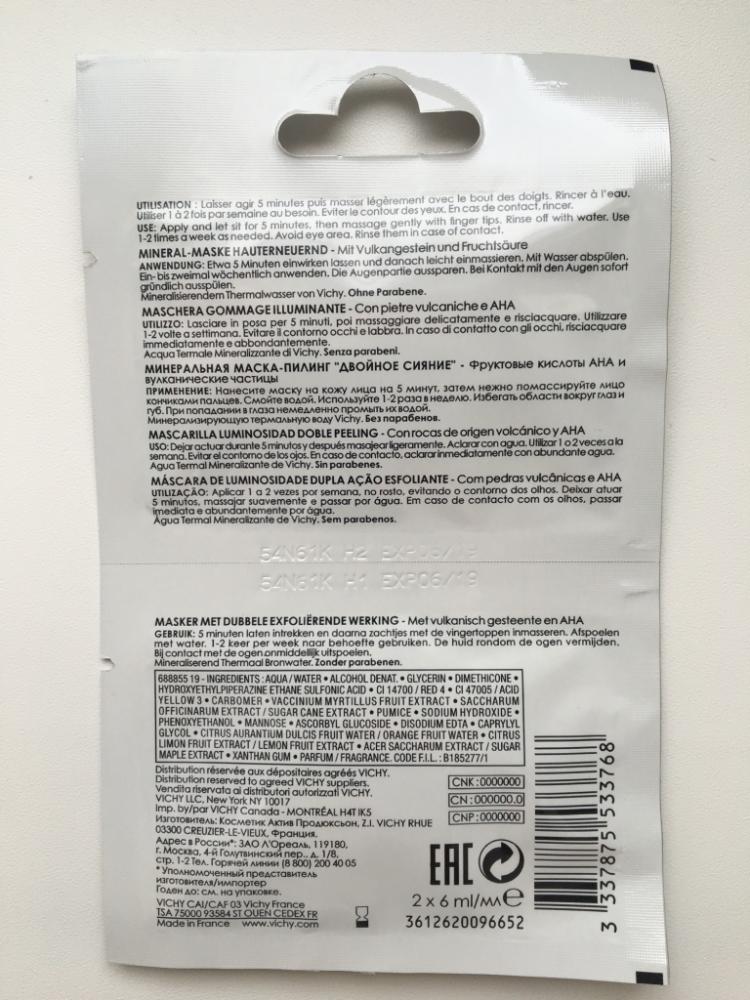 UTILISATION : Laisser agir 5 minutes puis masser légèrement avec le bout des doigts. Rincer à l'eau.
Utiliser 1 à 2 fois par semaine au besoin. Eviter le contour des yeux. En cas de contact, rincer.
USE: Apply and let sit for 5 minutes, then massage gently with finger tips. Rinse off with water. Use
1-2 times a week as needed. Avoid eye area. Rinse them in case of contact.
MINERAL-MASKE HAUTERNEUERND - Mit Vulkangestein und Fruchtsäure
ANWENDUNG: Etwa 5 Minuten einwirken lassen und danach leicht einmassieren. Mit Wasser abspülen.
Ein- bis zweimal wöchentlich anwenden. Die Augenpartie aussparen. Bei Kontakt mit den Augen sofort
gründlich ausspülen.
Mineralisierendem Thermalwasser von Vichy. Ohne Parabene.
MASCHERA GOMMAGE ILLUMINANTE - Con pietre vulcaniche e AHA
UTILIZZO: Lasciare in posa per 5 minuti, poi massaggiare delicatamente e risciacquare. Utilizzare
1-2 volte a settimana. Evitare il contorno occhi e labbra. In caso di contatto con gli occhi, risciacquare
immediatamente e abbondantemente.
Acqua Termale Mineralizzante di Vichy. Senza parabeni.
МИНЕРАЛЬНАЯ МАСКА-ПИЛИНГ "ДВОЙНОЕ СИЯНИЕ" - Фруктовые кислоты АНА и
вулканические частицы
ПРИМЕНЕНИЕ: Нанесите маску на кожу лица на 5 минут, затем нежно помассируйте лицо
кончиками пальцев. Смойте водой. Используйте 1-2 раза в неделю. Избегать области вокруг глаз и
губ. При попадании в глаза немедленно промыть их водой.
Минерализирующую термальную воду Vichy. Без парабенов.
MASCARILLA LUMINOSIDAD DOBLE PEELING - Con rocas de origen volcánico y AHA
USO: Dejar actuar durante 5 minutos y después masajear ligeramente. Aclarar con agua. Utilizar 1 o 2 veces a la
semana. Evitar el contorno de los ojos. En caso de contacto, aclarar inmediatamente con abundante agua.
Agua Termal Mineralizante de Vichy. Sin parabenes.
MÁSCARA DE LUMINOSIDADE DUPLA AÇÃO ESFOLIANTE - Com pedras vulcânicas e AHA
UTILIZAÇÃO: Aplicar 1 a 2 vezes por semana, no rosto, evitando o contorno dos olhos. Deixar atuar
5 minutos, massajar suavemente e passar por água. Em caso de contacto com os olhos, passar
imediata e abundantemente por água.
Água Termal Mineralizante de Vichy. Sem parabenos.
54N61K H2 EXP06/19
54N61K H1 EXP06/19
MASKER MET DUBBELE EXFOLIËRENDE WERKING - Met vulkanisch gesteente en AHA
GEBRUIK: 5 minuten laten intrekken en daarna zachtjes met de vingertoppen inmasseren. Afspoelen
met water. 1-2 keer per week naar behoefte gebruiken. De huid rondom de ogen vermijden.
Bij contact met de ogen onmiddellijk uitspoelen.
Mineraliserend Thermaal Bronwater. Zonder parabenen.
688855 19 - INGREDIENTS : AQUA / WATER • ALCOHOL DENAT. • GLYCERIN • DIMETHICONE •
HYDROXYETHYLPIPERAZINE ETHANE SULFONIC ACID • CI 14700 / RED 4 • CI 47005 / ACID
YELLOW 3 • CARBOMER • VACCINIUM MYRTILLUS FRUIT EXTRACT • SACCHARUM
OFFICINARUM EXTRACT / SUGAR CANE EXTRACT • PUMICE • SODIUM HYDROXIDE •
PHENOXYETHANOL • MANNOSE • ASCORBYL GLUCOSIDE • DISODIUM EDTA • CAPRYLYL
GLYCOL • CITRUS AURANTIUM DULCIS FRUIT WATER / ORANGE FRUIT WATER • CITRUS
LIMON FRUIT EXTRACT / LEMON FRUIT EXTRACT • ACER SACCHARUM EXTRACT / SUGAR
MAPLE EXTRACT • XANTHAN GUM • PARFUM / FRAGRANCE. CODE F.I.L. : B185277/1
Distribution réservée aux dépositaires agréés VICHY.
Distribution reserved to agreed VICHY suppliers.
Vendita riservata ai distributori autorizzati VICHY.
VICHY LLC, New York NY 10017
Imp. by/par VICHY Canada - MONTRÉAL H4T 1K5
Изготовитель: Косметик Актив Продюксьон, Z.I. VICHY RHUE
03300 CREUZIER-LE-VIEUX, Франция.
Адрес в России*: ЗАО Л'Ореаль, 119180,
г. Москва, 4-й Голутвинский пер., д. 1/8,
стр. 1-2 Тел. Горячей линии (8 800) 200 40 05
* Уполномоченный представитель
изготовителя/импортер
Годен до: см. на упаковке.
VICHY CAI/CAF 03 Vichy France
TSA 75000 93584 ST OUEN CEDEX FR
Made in France www.vichy.com
CNK : 0000000
CN : 000000.0
CNP : 0000000
EAC
2 x 6 ml/мл e
3612620096652
3 337875 533768